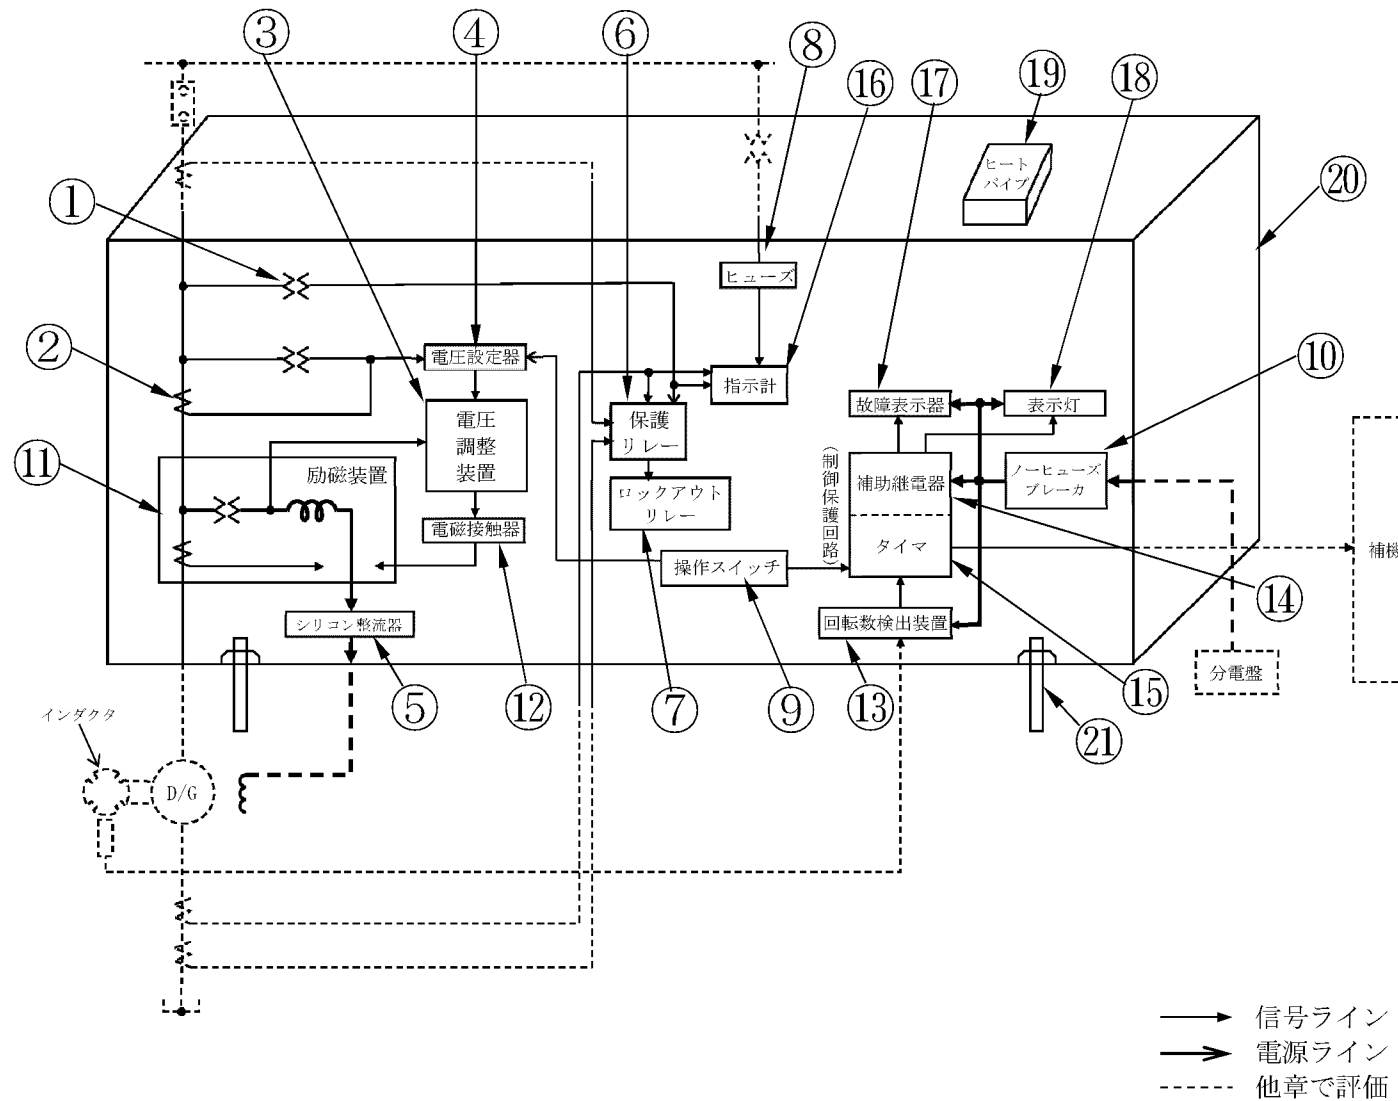 ③
④
⑥
⑧
⑯
⑰
⑲
⑱
ヒート
パイプ
⑳
①
ヒューズ
②
電圧設定器
指示計
⑩
故障表示器
表示灯
電圧
調整
装置
保護
リレー
⑪
励磁装置
(制御保護回路)
補助継電器
ノーヒューズ
ブレーカ
ロックアウト
リレー
電磁接触器
タイマ
補機
操作スイッチ
⑭
シリコン整流器
回転数検出装置
分電盤
⑤
⑫
⑦
⑨
⑬
⑮
㉑
インダクタ
D/G
信号ライン
電源ライン
他章で評価